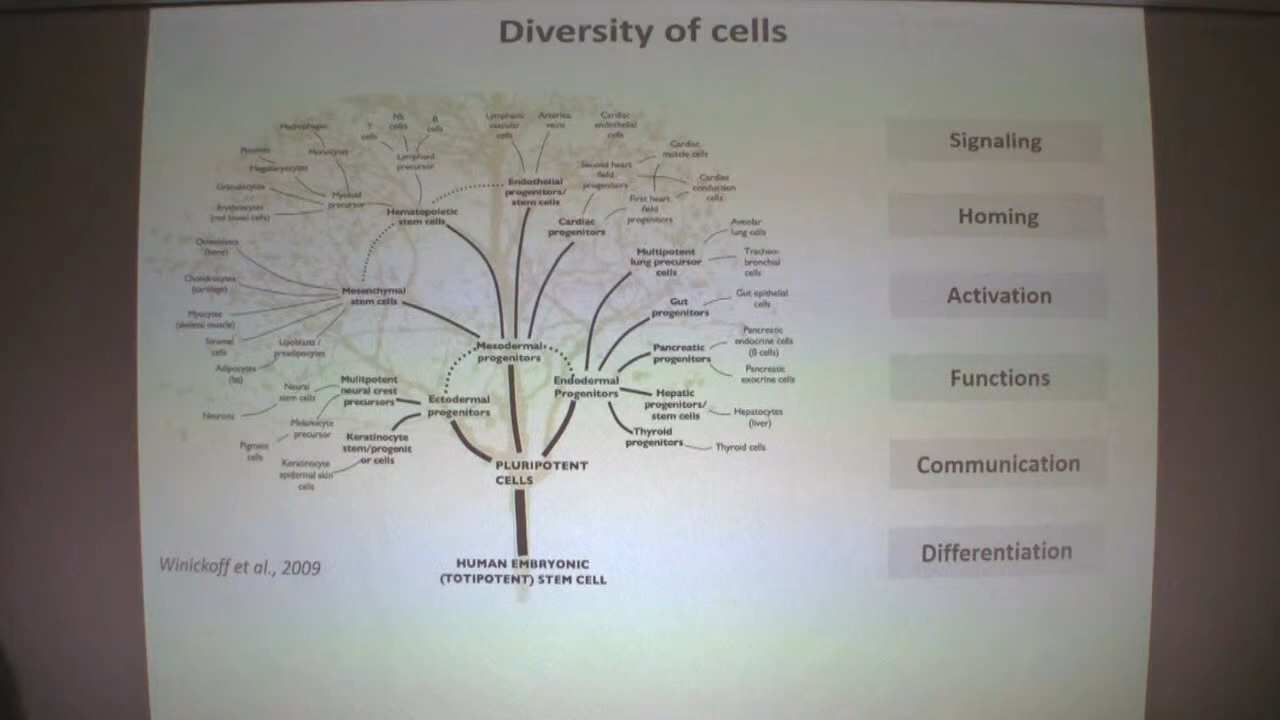 Diversity of cells
Macrophages
NK
cells
T
cells
B
cells
Lymphatic
vascular
cells
Arteries,
veins
Cardiac
endothelial
cells
Platelets
Monocytes
Megakaryocytes
Lymphoid
precursor
Cardiac
muscle cells
Granulocytes
Myeloid
precursor
Erythrocytes
(red blood cells)
Hematopoietic
stem cells
Endothelial
progenitors/
stem cells
Second heart
field
progenitors
Cardiac
conduction
cells
First heart
field
progenitors
Cardiac
progenitors
Osteoblasts
(bone)
Multipotent
lung precursor
cells
Alveolar
lung cells
Tracheo-
bronchial
cells
Chondrocytes
(cartilage)
Mesenchymal
stem cells
Gut
progenitors
Gut epithelial
cells
Myocytes
(skeletal muscle)
Stromal
cells
Lipoblasts /
preadipocytes
Adipocytes
(fat)
Mesodermal
progenitors
Pancreatic
progenitors
Pancreatic
endocrine cells
(β cells)
Pancreatic
exocrine cells
Neural
stem cells
Mulitpotent
neural crest
precursors
Ectodermal
progenitors
Endodermal
Progenitors
Hepatic
progenitors/
stem cells
Hepatocytes
(liver)
Neurons
Melanocyte
precursor
Pigment
cells
Keratinocyte
stem/progenit
or cells
Thyroid
progenitors
Thyroid cells
Keratinocyte
epidermal skin
cells
PLURIPOTENT
CELLS
HUMAN EMBRYONIC
(TOTIPOTENT) STEM CELL
Winickoff et al., 2009
Signaling
Homing
Activation
Functions
Communication
Differentiation